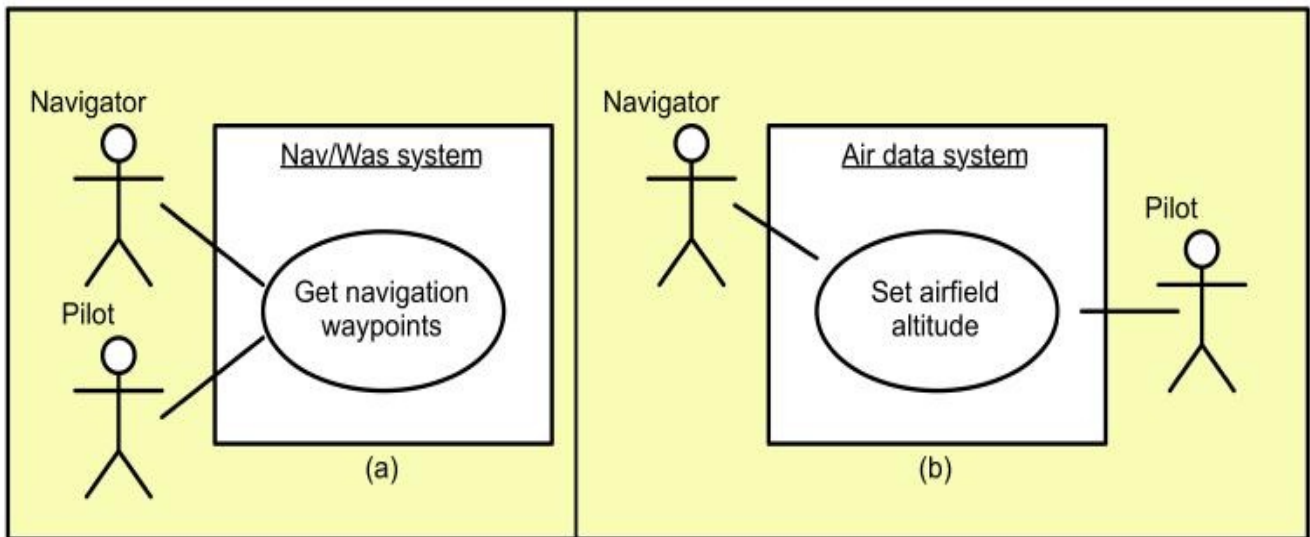 Navigator
Nav/Was system
Get navigation
waypoints
Pilot
(a)
Navigator
Air data system
Pilot
Set airfield
altitude
(b)